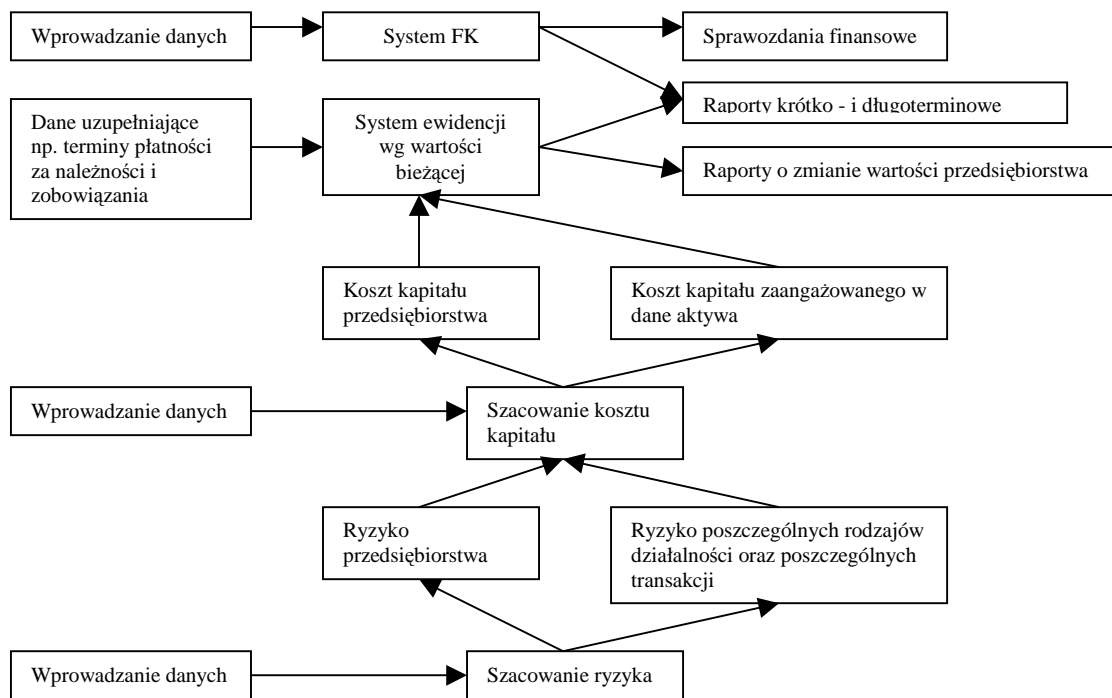 Wprowadzanie danych
System FK
Sprawozdania finansowe
Raporty krótko - i długoterminowe
Dane uzupełniające
np. terminy płatności
za należności i
zobowiązania
System ewidencji
wg wartości
bieżącej
Raporty o zmianie wartości przedsiębiorstwa
Koszt kapitału
przedsiębiorstwa
Koszt kapitału zaangażowanego w
dane aktywa
Wprowadzanie danych
Szacowanie kosztu
kapitału
Ryzyko
przedsiębiorstwa
Ryzyko poszczególnych rodzajów
działalności oraz poszczególnych
transakcji
Wprowadzanie danych
Szacowanie ryzyka